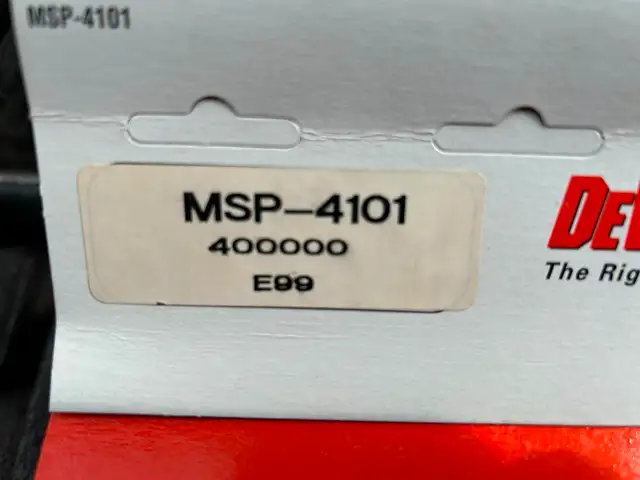 MSP-4101
MSP-4101
400000
E99
The Rig